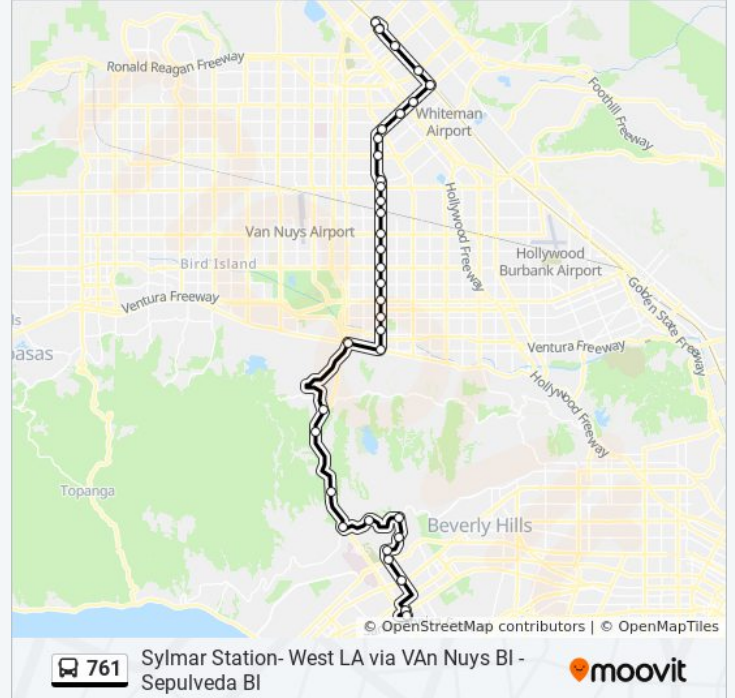 Ronald Reagan Freeway
Whiteman
Airport
Foothill Freeway
Hollywood Freeway
Van Nuys Airport
Bird Island
Hollywood
Burbank Airport
Golden State Freeway
Ventura Freeway
ls
basas
Ventura Freeway
Hollywood Freeway
Topanga
Beverly Hills
© OpenStreetMap contributors | © OpenMapTiles
761
Sylmar Station- West LA via VAn Nuys Bl -
Sepulveda Bl
moovit